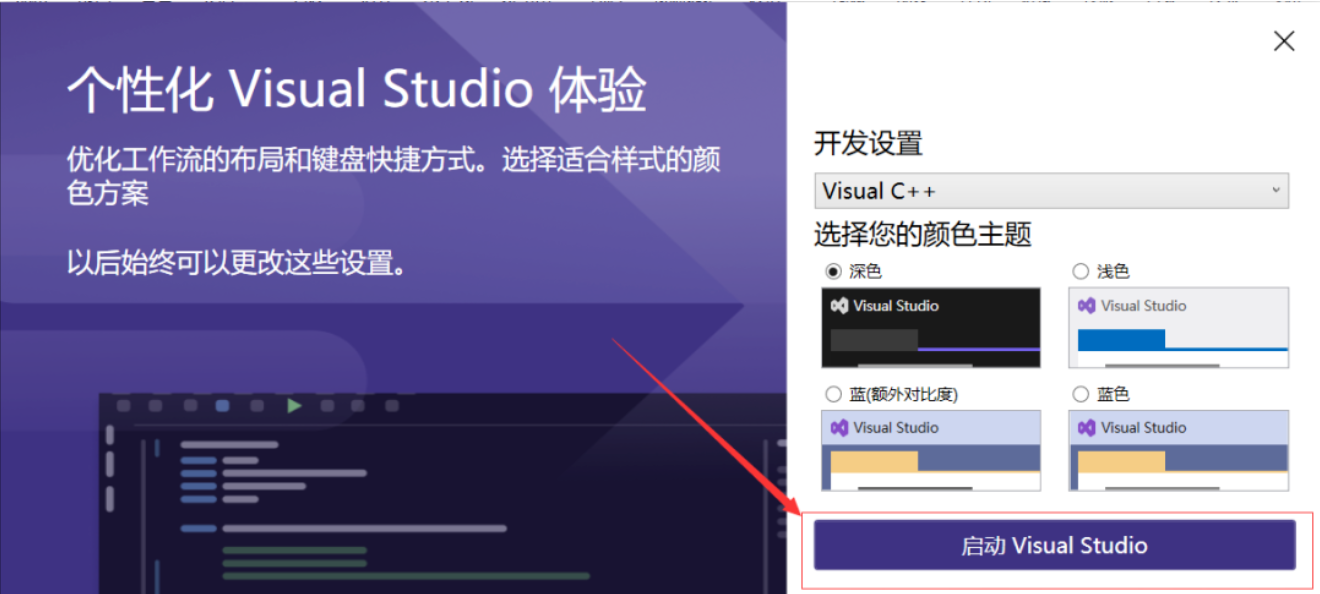 个性化 Visual Studio 体验
优化工作流的布局和键盘快捷方式。选择适合样式的颜
色方案
以后始终可以更改这些设置。
开发设置
Visual C++
选择您的颜色主题
深色
浅色
Visual Studio
Visual Studio
蓝(额外对比度)
蓝色
Visual Studio
Visual Studio
启动 Visual Studio